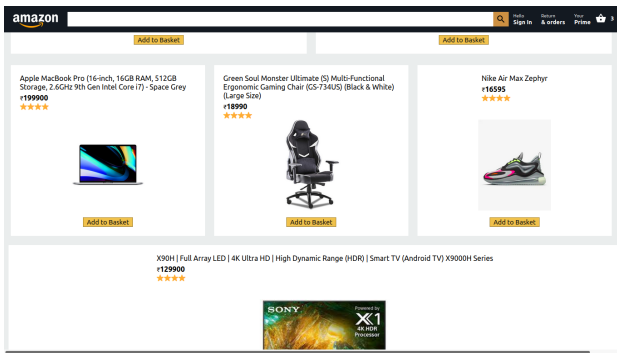 amazon
Hello
Sign in
Return
& orders
Your
Prime
3
Add to Basket
Add to Basket
Apple MacBook Pro (16-inch, 16GB RAM, 512GB
Storage, 2.6GHz 9th Gen Intel Core i7) - Space Grey
₹199900
Add to Basket
Green Soul Monster Ultimate (S) Multi-Functional
Ergonomic Gaming Chair (GS-734US) (Black & White)
(Large Size)
₹18990
Add to Basket
Nike Air Max Zephyr
₹16595
Add to Basket
X90H | Full Array LED | 4K Ultra HD | High Dynamic Range (HDR) | Smart TV (Android TV) X9000H Series
₹129900
SONY
Powered by
X1
4K HDR
Processor